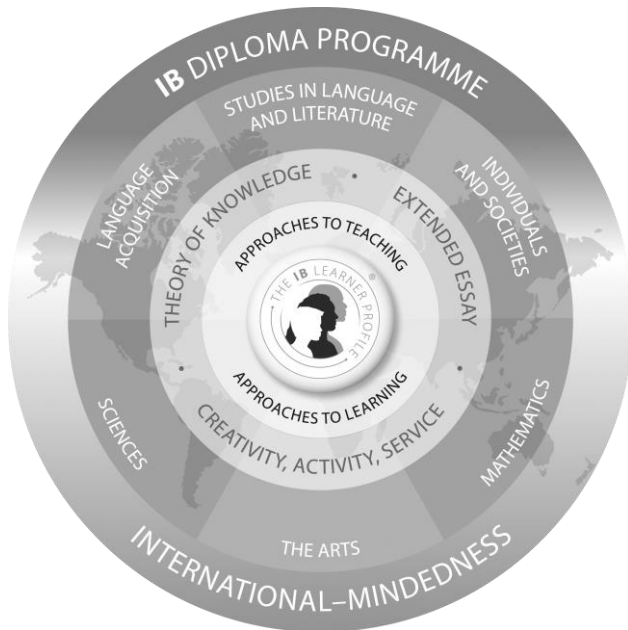 IB DIPLOMA PROGRAMME
STUDIES IN LANGUAGE
AND LITERATURE
LANGUAGE
ACQUISITION
INDIVIDUALS
AND SOCIETIES
THEORY OF KNOWLEDGE •
EXTENDED ESSAY •
APPROACHES TO TEACHING
• THE IB LEARNER PROFILE • ®
APPROACHES TO LEARNING
• CREATIVITY, ACTIVITY, SERVICE
SCIENCES
MATHEMATICS
THE ARTS
INTERNATIONAL–MINDEDNESS